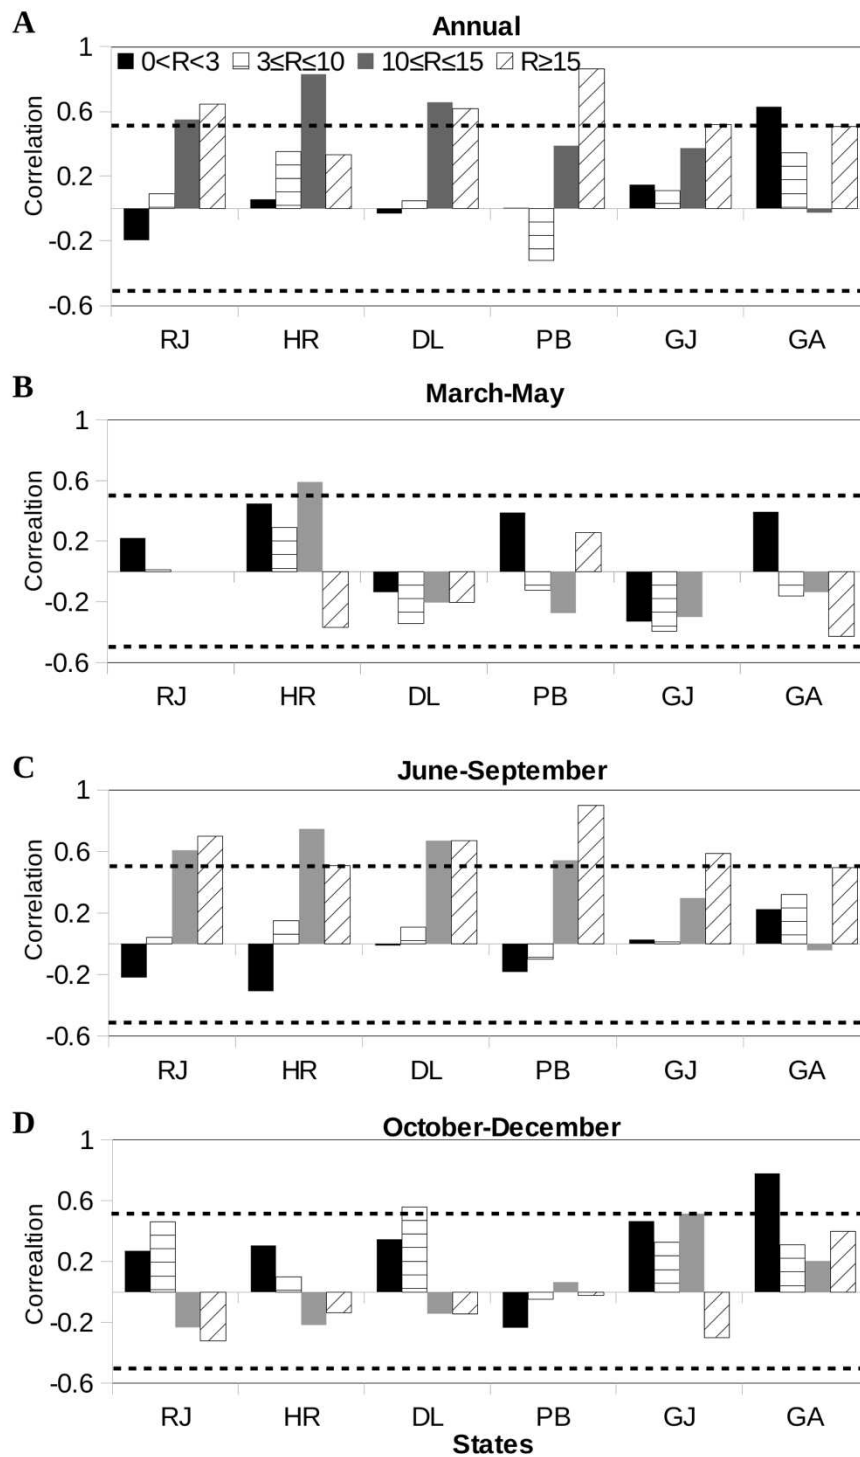 A
Annual
1
0<R<3 3≤R≤10 10≤R≤15 R≥15
0.6
Correlation
0.2
-0.2
-0.6
RJ HR DL PB GJ GA
B
March-May
1
0.6
Correaltion
0.2
-0.2
-0.6
RJ HR DL PB GJ GA
C
June-September
1
0.6
Correlation
0.2
-0.2
-0.6
RJ HR DL PB GJ GA
D
October-December
1
0.6
Correaltion
0.2
-0.2
-0.6
RJ HR DL PB GJ GA
States